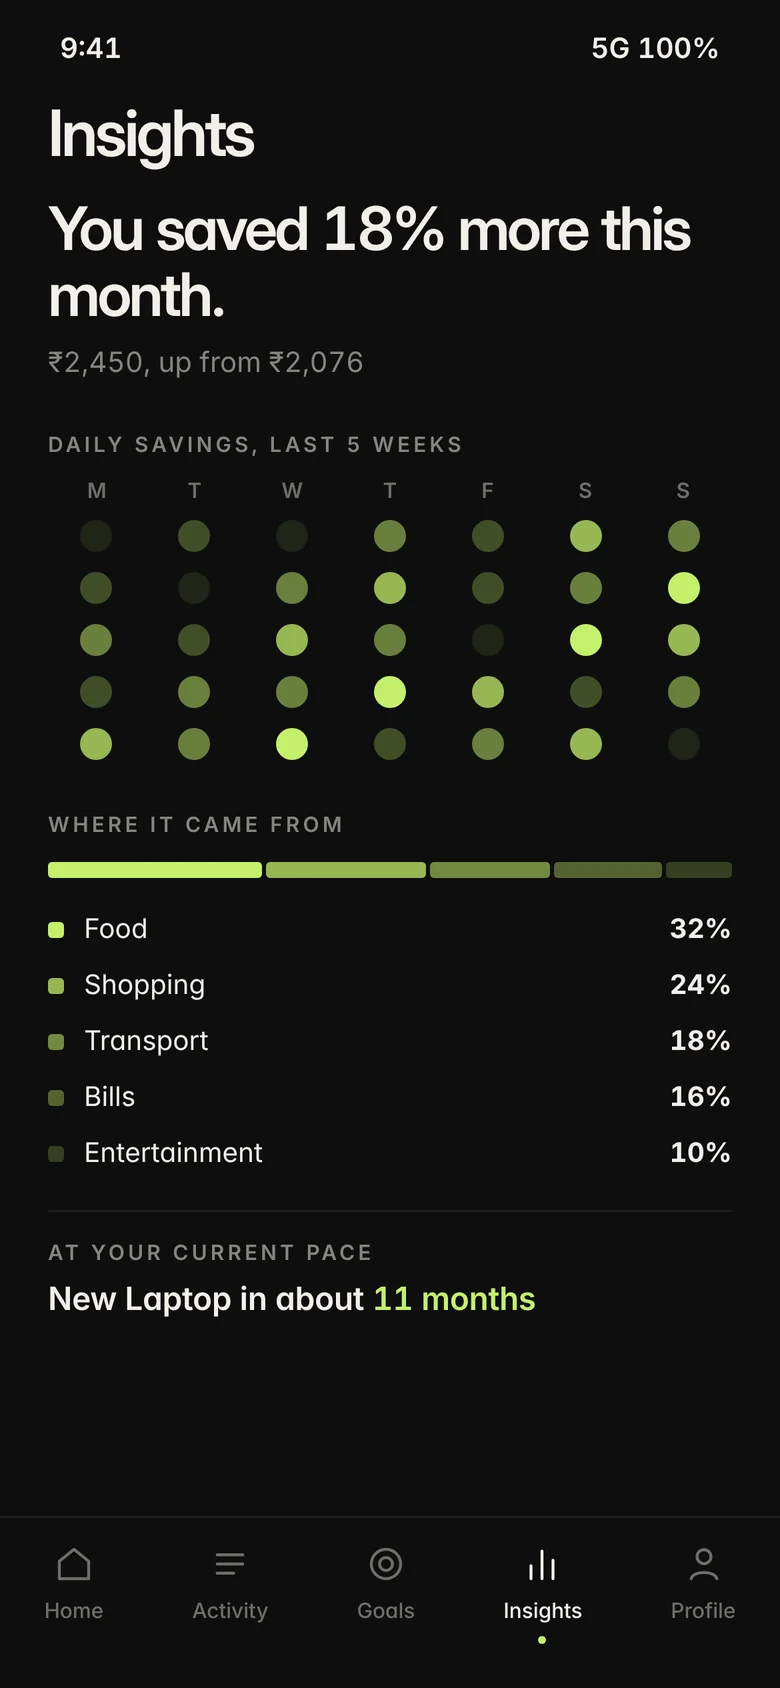 9:41 5G 100%
Insights
You saved 18% more this
month.
₹2,450, up from ₹2,076
DAILY SAVINGS, LAST 5 WEEKS
M T W T F S S
WHERE IT CAME FROM
Food 32%
Shopping 24%
Transport 18%
Bills 16%
Entertainment 10%
AT YOUR CURRENT PACE
New Laptop in about 11 months
Home Activity Goals Insights Profile